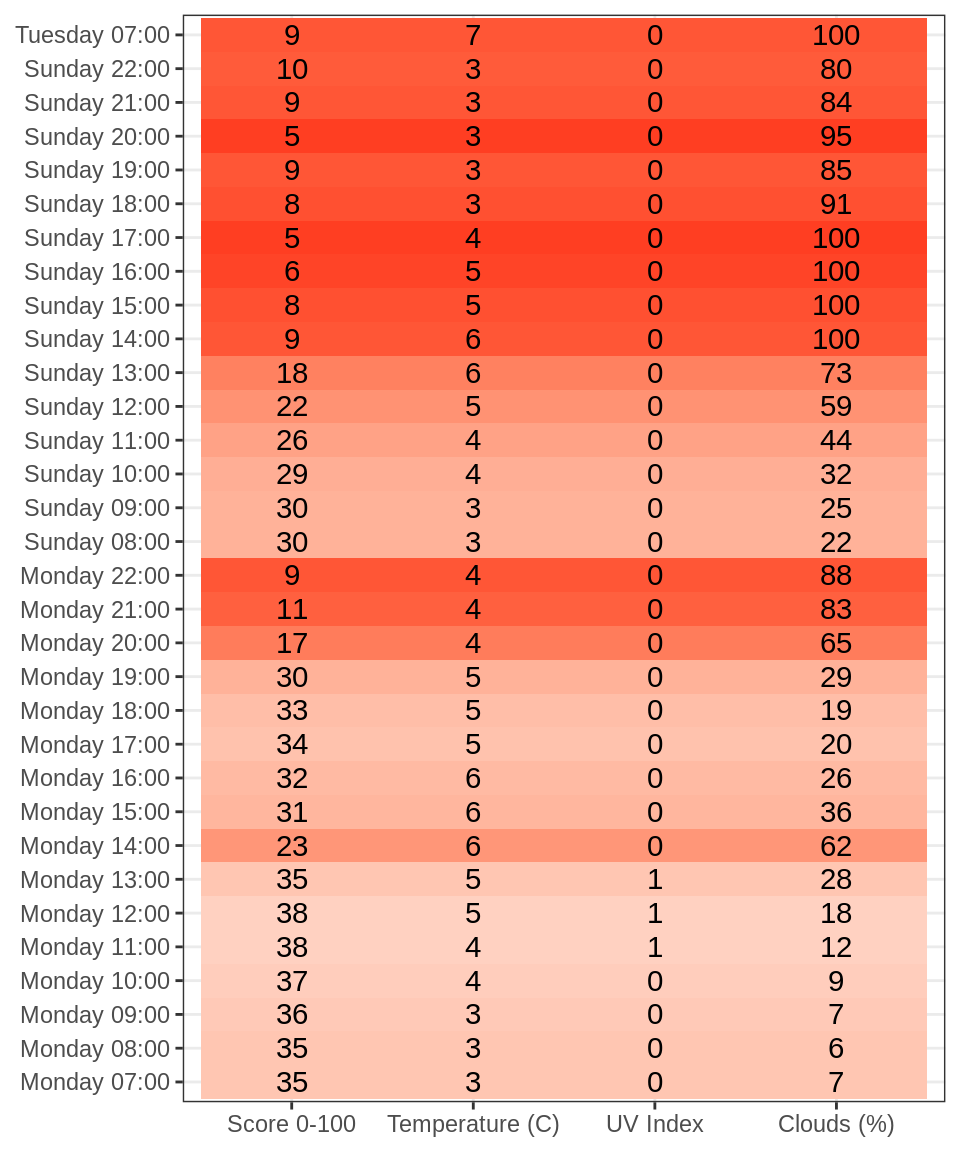 Tuesday 07:00 9 7 0 100
Sunday 22:00 10 3 0 80
Sunday 21:00 9 3 0 84
Sunday 20:00 5 3 0 95
Sunday 19:00 9 3 0 85
Sunday 18:00 8 3 0 91
Sunday 17:00 5 4 0 100
Sunday 16:00 6 5 0 100
Sunday 15:00 8 5 0 100
Sunday 14:00 9 6 0 100
Sunday 13:00 18 6 0 73
Sunday 12:00 22 5 0 59
Sunday 11:00 26 4 0 44
Sunday 10:00 29 4 0 32
Sunday 09:00 30 3 0 25
Sunday 08:00 30 3 0 22
Monday 22:00 9 4 0 88
Monday 21:00 11 4 0 83
Monday 20:00 17 4 0 65
Monday 19:00 30 5 0 29
Monday 18:00 33 5 0 19
Monday 17:00 34 5 0 20
Monday 16:00 32 6 0 26
Monday 15:00 31 6 0 36
Monday 14:00 23 6 0 62
Monday 13:00 35 5 1 28
Monday 12:00 38 5 1 18
Monday 11:00 38 4 1 12
Monday 10:00 37 4 0 9
Monday 09:00 36 3 0 7
Monday 08:00 35 3 0 6
Monday 07:00 35 3 0 7
Score 0-100 Temperature (C) UV Index Clouds (%)